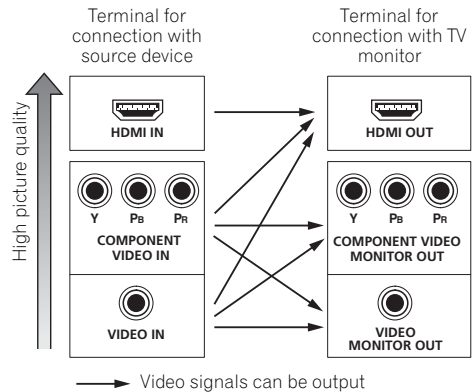 Terminal for
connection with
source device
Terminal for
connection with TV
monitor
High picture quality
HDMI IN
HDMI OUT
Y PB PR
COMPONENT
VIDEO IN
Y PB PR
COMPONENT VIDEO
MONITOR OUT
VIDEO IN
VIDEO
MONITOR OUT
Video signals can be output